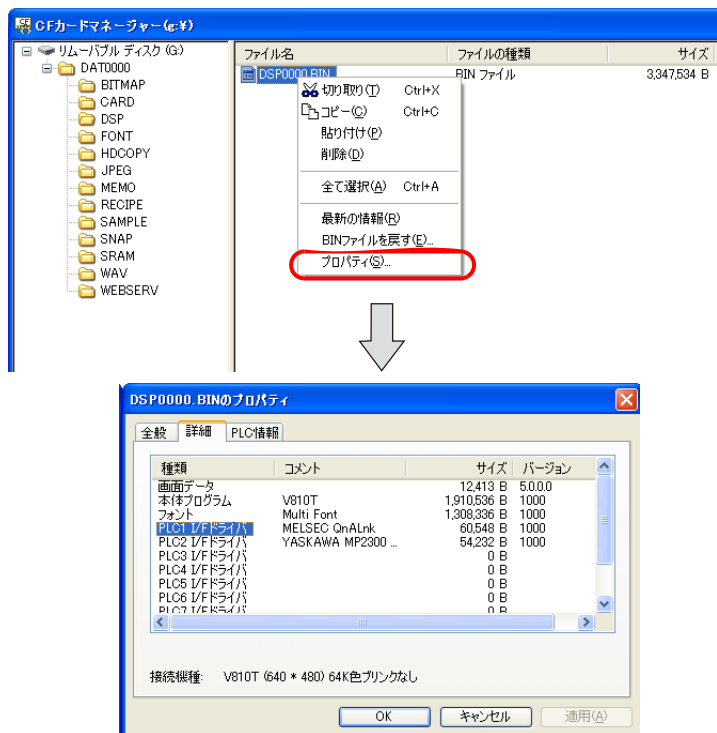 CFカードマネージャー(g:¥)
リムーバブル ディスク (G:)
DAT0000
BITMAP
CARD
DSP
FONT
HDCOPY
JPEG
MEMO
RECIPE
SAMPLE
SNAP
SRAM
WAV
WEBSERV
ファイル名 ファイルの種類 サイズ
DSP0000.BIN BIN ファイル 3,347,534 B
切り取り(T) Ctrl+X
コピー(C) Ctrl+C
貼り付け(P)
削除(D)
全て選択(A) Ctrl+A
最新の情報(R)
BINファイルを戻す(E)...
プロパティ(S)...
DSP0000.BINのプロパティ
全般 詳細 PLC情報
種類 コメント サイズ バージョン
画面データ 12,413 B 5.0.0.0
本体プログラム V810T 1,910,536 B 1000
フォント Multi Font 1,308,336 B 1000
PLC1 I/Fドライバ MELSEC QnALnk 60,548 B 1000
PLC2 I/Fドライバ YASKAWA MP2300 ... 54,232 B 1000
PLC3 I/Fドライバ 0 B
PLC4 I/Fドライバ 0 B
PLC5 I/Fドライバ 0 B
PLC6 I/Fドライバ 0 B
PLC7 I/Fドライバ 0 B
接続機種: V810T (640 * 480) 64K色ブリンクなし
OK キャンセル 適用(A)